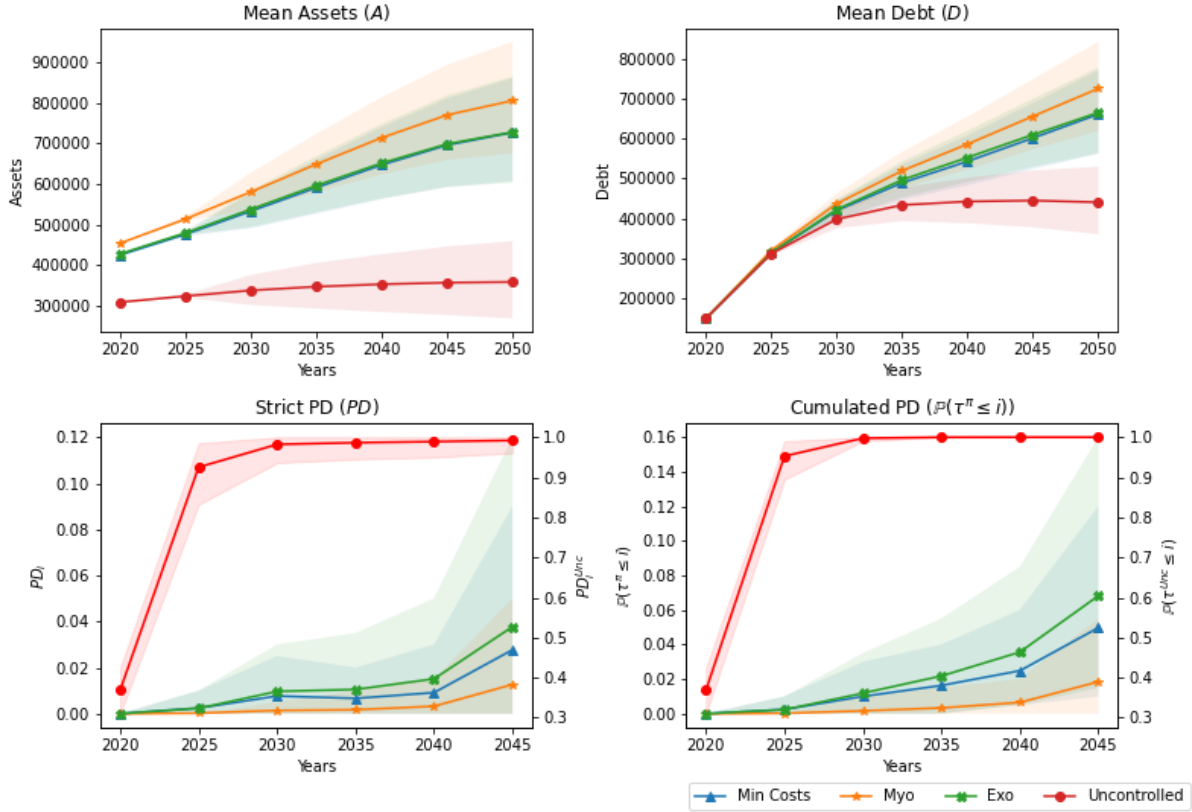 Mean Assets (A)
Assets
900000
800000
700000
600000
500000
400000
300000
2020 2025 2030 2035 2040 2045 2050
Years
Mean Debt (D)
Debt
800000
700000
600000
500000
400000
300000
200000
2020 2025 2030 2035 2040 2045 2050
Years
Strict PD (PD)
PD_i
0.12
0.10
0.08
0.06
0.04
0.02
0.00
1.0
0.9
0.8
0.7
0.6
0.5
0.4
0.3
PD_i^Unc
2020 2025 2030 2035 2040 2045
Years
Cumulated PD (ℙ(τ^π ≤ i))
ℙ(τ^π ≤ i)
0.16
0.14
0.12
0.10
0.08
0.06
0.04
0.02
0.00
1.0
0.9
0.8
0.7
0.6
0.5
0.4
0.3
ℙ(τ^Unc ≤ i)
2020 2025 2030 2035 2040 2045
Years
Min Costs Myo Exo Uncontrolled